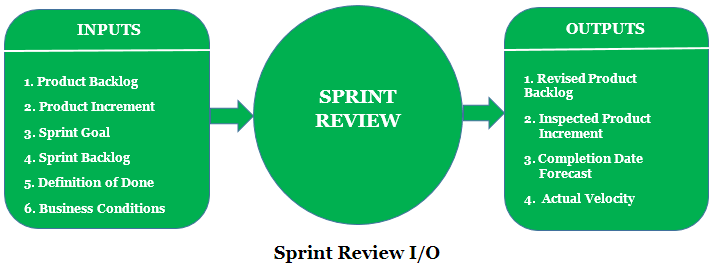 INPUTS
1. Product Backlog
2. Product Increment
3. Sprint Goal
4. Sprint Backlog
5. Definition of Done
6. Business Conditions
SPRINT
REVIEW
OUTPUTS
1. Revised Product
Backlog
2. Inspected Product
Increment
3. Completion Date
Forecast
4. Actual Velocity
Sprint Review I/O